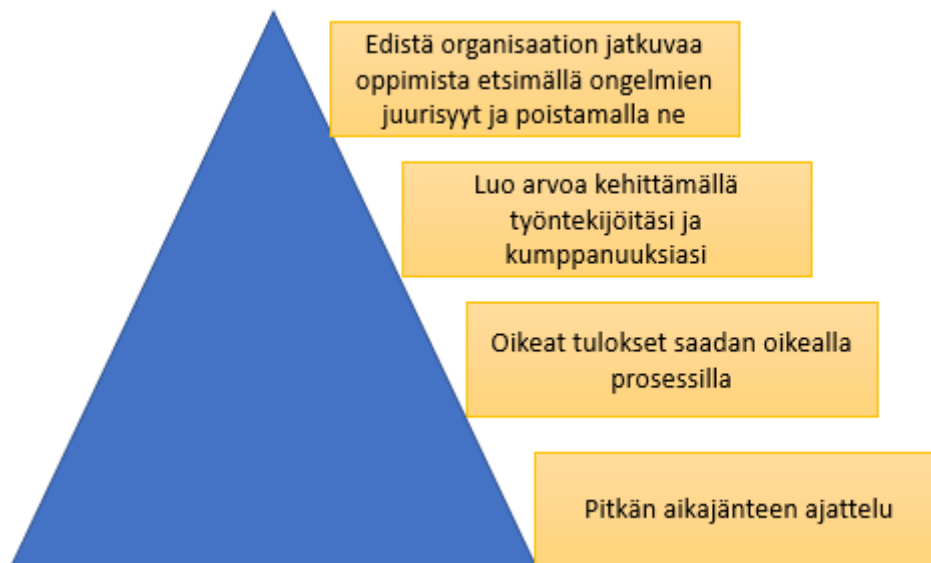 Edistä organisaation jatkuvaa
oppimista etsimällä ongelmien
juurisyyt ja poistamalla ne
Luo arvoa kehittämällä
työntekijöitäsi ja
kumppanuuksiasi
Oikeat tulokset saadan oikealla
prosessilla
Pitkän aikajänteen ajattelu